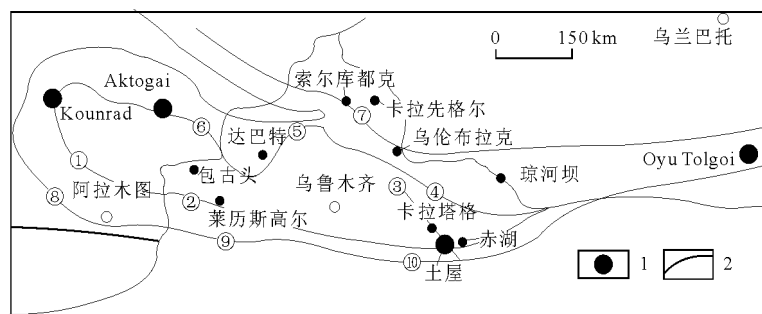 乌兰巴托
0 150 km
Aktogai
索尔库都克
Kounrad
卡拉先格尔
⑦
⑥
达巴特
⑤
乌伦布拉克
Oyu Tolgoi
①
包古头
琼河坝
阿拉木图
乌鲁木齐
③
④
⑧
②
莱历斯高尔
卡拉塔格
⑨
赤湖
⑩
土屋
1
2